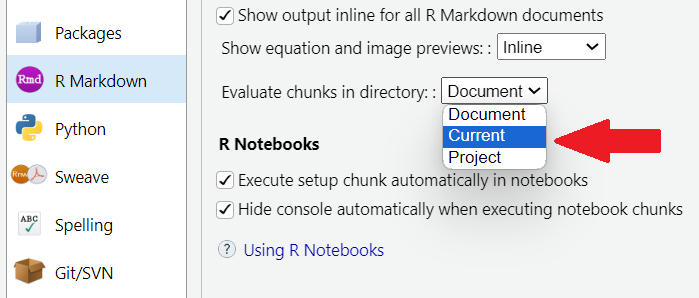 Packages
Rmd R Markdown
Python
Rnw Sweave
ABC Spelling
Git/SVN
Show output inline for all R Markdown documents
Show equation and image previews: : Inline
Evaluate chunks in directory: : Document
Document
Current
Project
R Notebooks
Execute setup chunk automatically in notebooks
Hide console automatically when executing notebook chunks
? Using R Notebooks